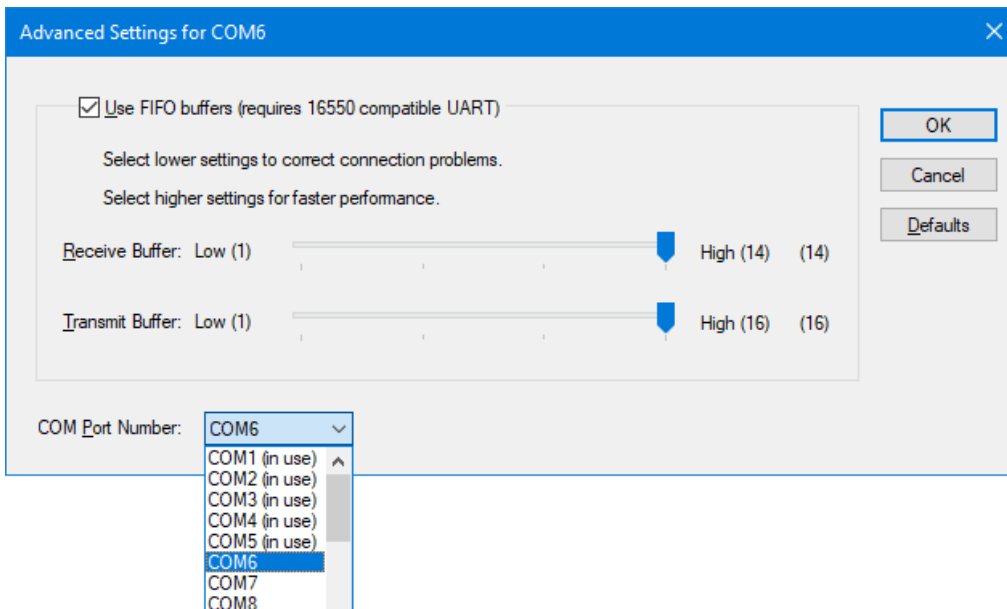 Advanced Settings for COM6
Use FIFO buffers (requires 16550 compatible UART)
OK
Select lower settings to correct connection problems.
Cancel
Select higher settings for faster performance.
Defaults
Receive Buffer: Low (1) High (14) (14)
Transmit Buffer: Low (1) High (16) (16)
COM Port Number: COM6
COM1 (in use)
COM2 (in use)
COM3 (in use)
COM4 (in use)
COM5 (in use)
COM6
COM7
COM8